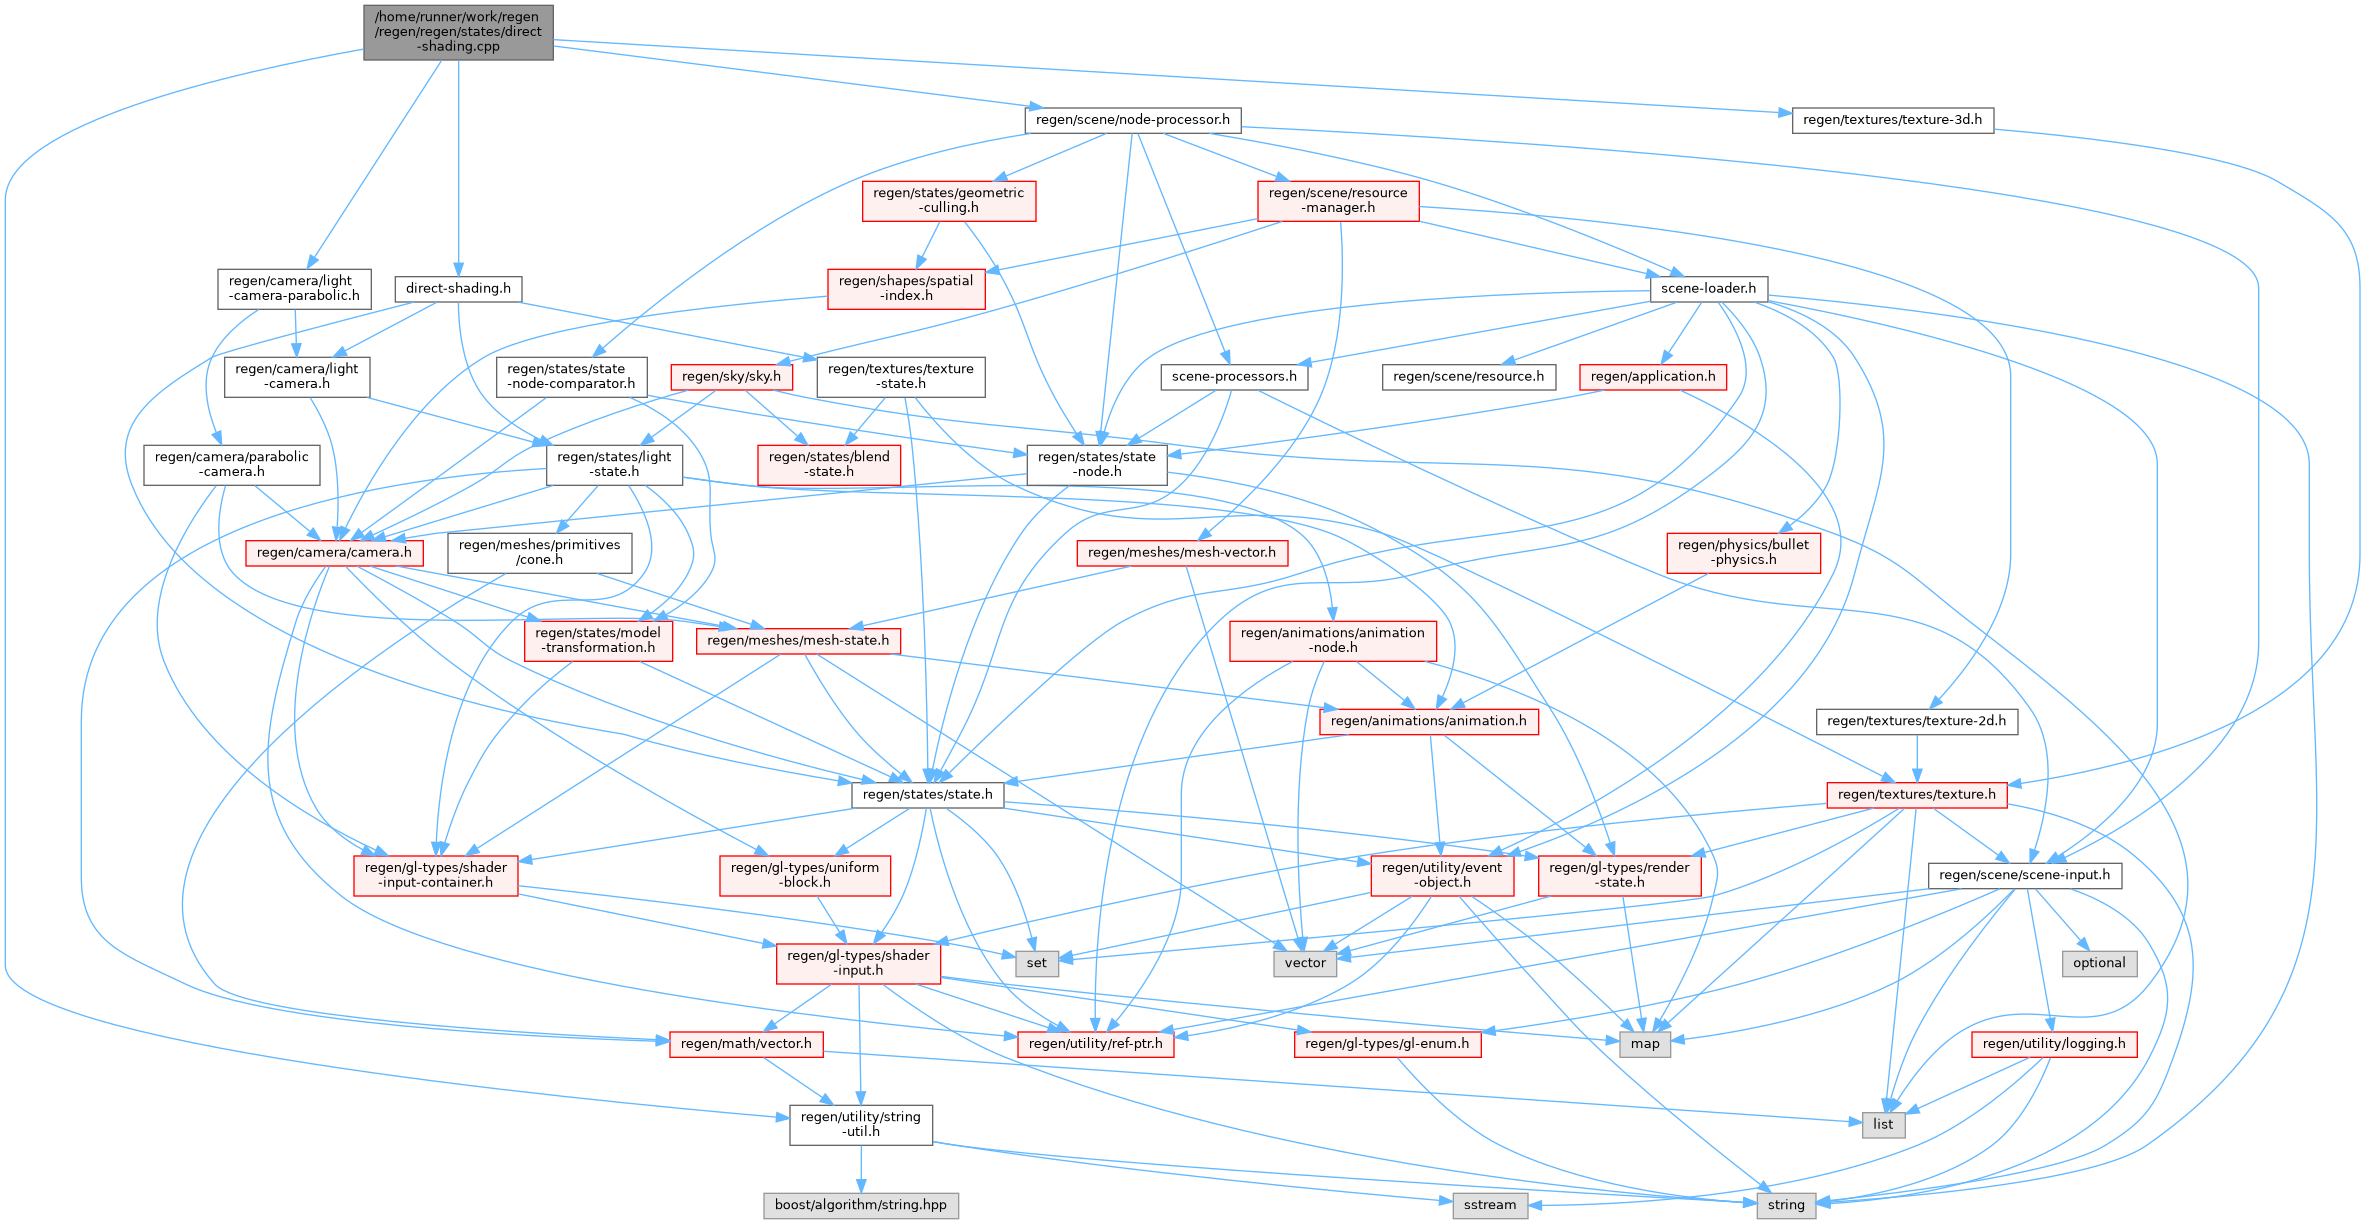 /home/runner/work/regen
/regen/regen/states/direct
-shading.cpp
regen/scene/node-processor.h
regen/textures/texture-3d.h
regen/states/geometric
-culling.h
regen/scene/resource
-manager.h
regen/camera/light
-camera-parabolic.h
direct-shading.h
regen/shapes/spatial
-index.h
scene-loader.h
regen/camera/light
-camera.h
regen/states/state
-node-comparator.h
regen/sky/sky.h
regen/textures/texture
-state.h
scene-processors.h
regen/scene/resource.h
regen/application.h
regen/camera/parabolic
-camera.h
regen/states/light
-state.h
regen/states/blend
-state.h
regen/states/state
-node.h
regen/camera/camera.h
regen/meshes/primitives
/cone.h
regen/meshes/mesh-vector.h
regen/physics/bullet
-physics.h
regen/states/model
-transformation.h
regen/meshes/mesh-state.h
regen/animations/animation
-node.h
regen/animations/animation.h
regen/textures/texture-2d.h
regen/states/state.h
regen/textures/texture.h
regen/gl-types/shader
-input-container.h
regen/gl-types/uniform
-block.h
regen/utility/event
-object.h
regen/gl-types/render
-state.h
regen/scene/scene-input.h
regen/gl-types/shader
-input.h
set
vector
optional
regen/math/vector.h
regen/utility/ref-ptr.h
regen/gl-types/gl-enum.h
map
regen/utility/logging.h
regen/utility/string
-util.h
list
boost/algorithm/string.hpp
sstream
string